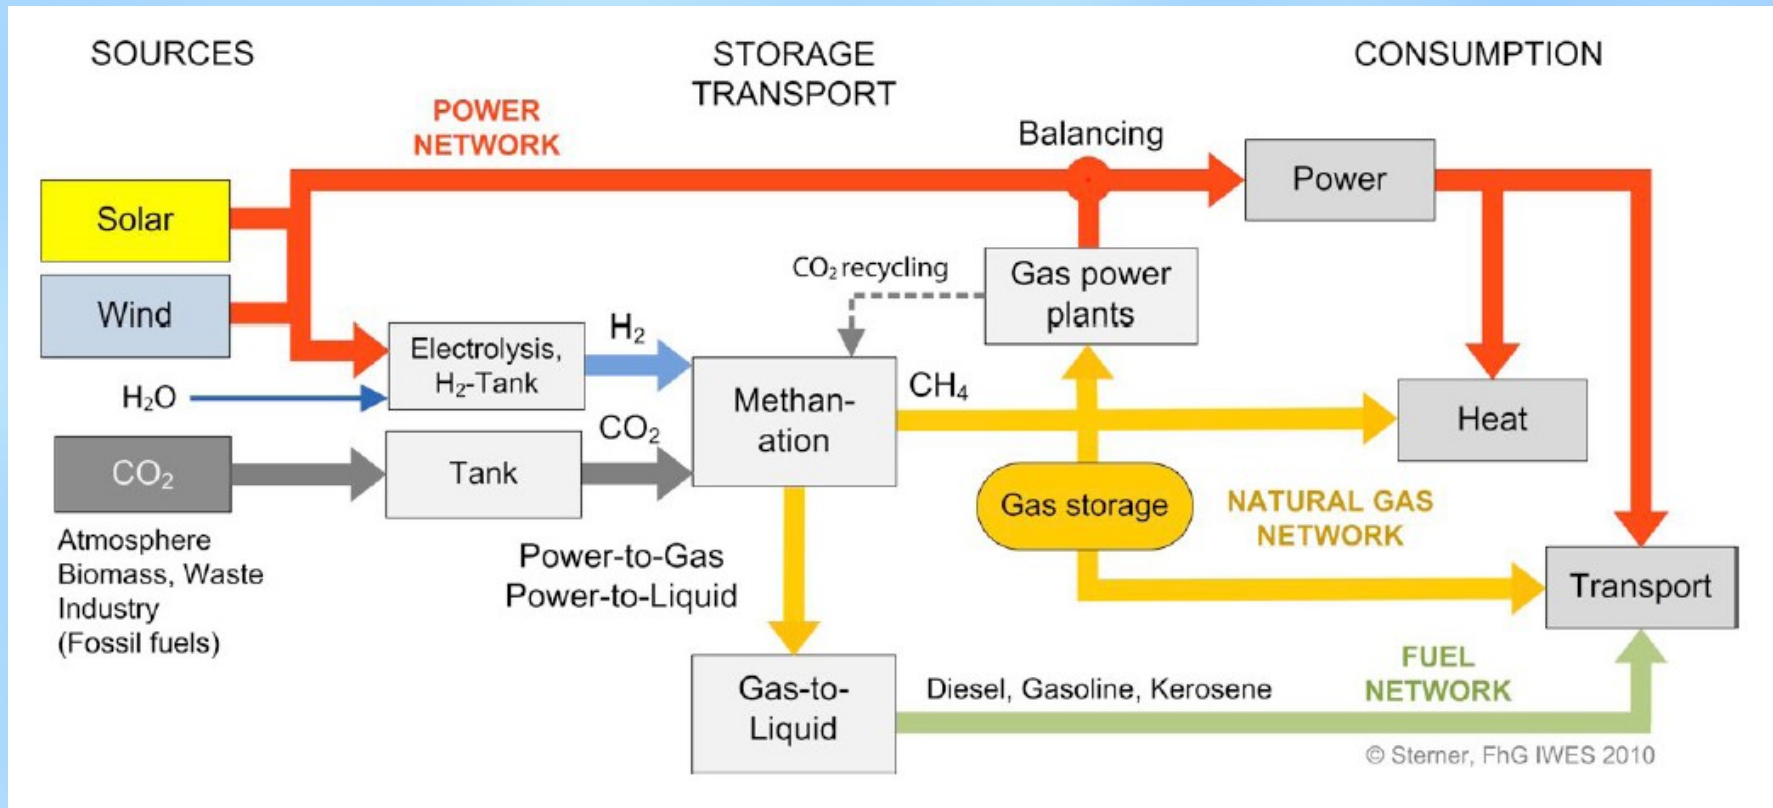 SOURCES
STORAGE
TRANSPORT
CONSUMPTION
POWER
NETWORK
Balancing
Solar
Power
Wind
CO₂ recycling
Gas power
plants
Electrolysis,
H₂-Tank
H₂
H₂O
Methan-
ation
CH₄
Heat
CO₂
Tank
CO₂
Gas storage
NATURAL GAS
NETWORK
Atmosphere
Biomass, Waste
Industry
(Fossil fuels)
Power-to-Gas
Power-to-Liquid
Transport
Gas-to-
Liquid
Diesel, Gasoline, Kerosene
FUEL
NETWORK
© Sterner, FhG IWES 2010